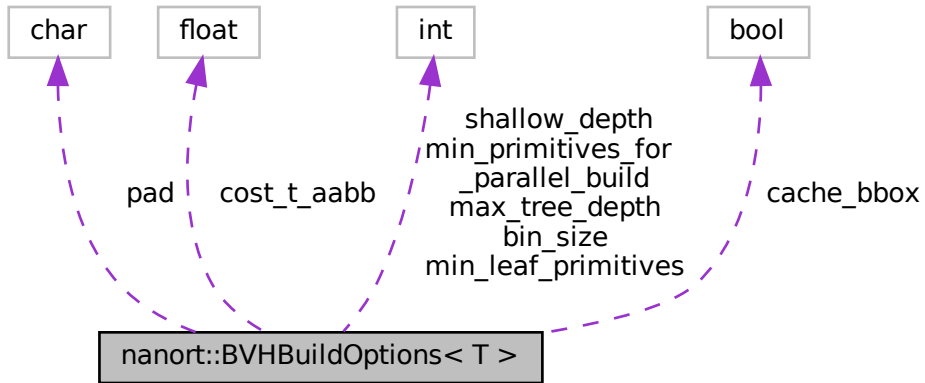 char
float
int
bool
shallow_depth
min_primitives_for
_parallel_build
max_tree_depth
bin_size
min_leaf_primitives
pad
cost_t_aabb
cache_bbox
nanort::BVHBuildOptions< T >